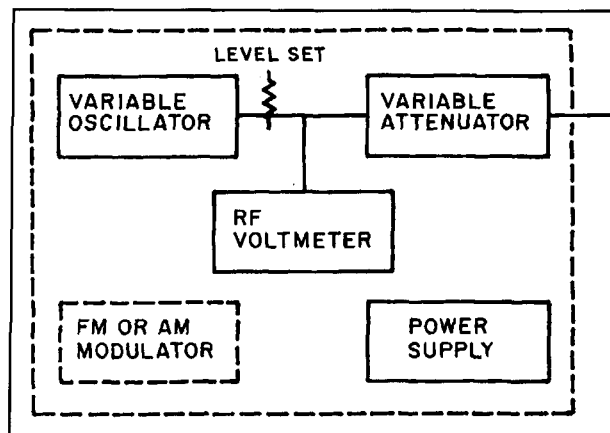 LEVEL SET
VARIABLE
OSCILLATOR
VARIABLE
ATTENUATOR
RF
VOLTMETER
FM OR AM
MODULATOR
POWER
SUPPLY